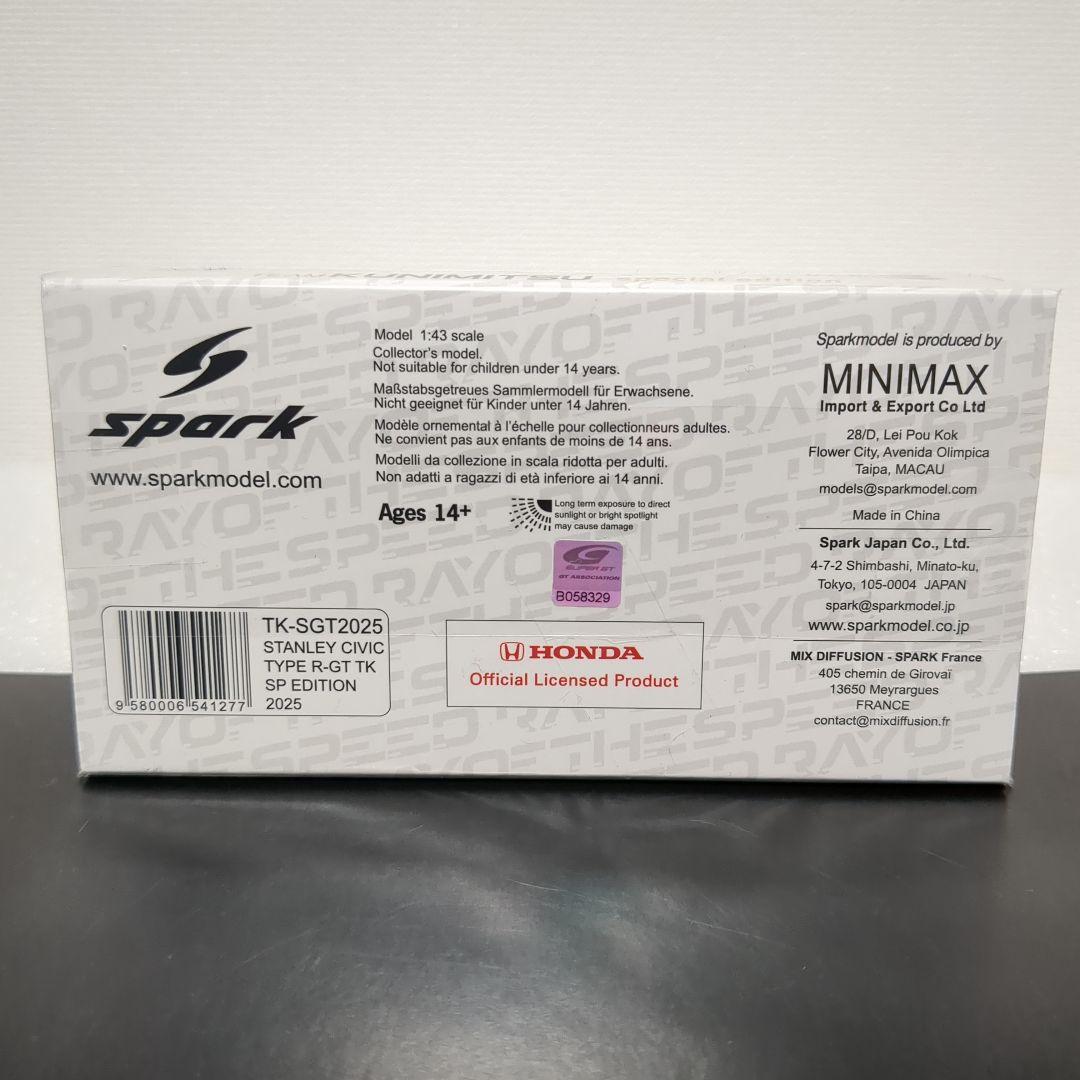 TEAM KUNIMITSU special edition
spark
www.sparkmodel.com
Model 1:43 scale
Collector's model.
Not suitable for children under 14 years.
Maßstabsgetreues Sammlermodell für Erwachsene.
Nicht geeignet für Kinder unter 14 Jahren.
Modèle ornemental à l'échelle pour collectionneurs adultes.
Ne convient pas aux enfants de moins de 14 ans.
Modelli da collezione in scala ridotta per adulti.
Non adatti a ragazzi di età inferiore ai 14 anni.
Ages 14+
Long term exposure to direct
sunlight or bright spotlight
may cause damage
SUPER GT
GT ASSOCIATION
B058329
TK-SGT2025
STANLEY CIVIC
TYPE R-GT TK
SP EDITION
2025
9 580006 541277
HONDA
Official Licensed Product
Sparkmodel is produced by
MINIMAX
Import & Export Co Ltd
28/D, Lei Pou Kok
Flower City, Avenida Olimpica
Taipa, MACAU
models@sparkmodel.com
Made in China
Spark Japan Co., Ltd.
4-7-2 Shimbashi, Minato-ku,
Tokyo, 105-0004 JAPAN
spark@sparkmodel.jp
www.sparkmodel.co.jp
MIX DIFFUSION - SPARK France
405 chemin de Girovaï
13650 Meyrargues
FRANCE
contact@mixdiffusion.fr